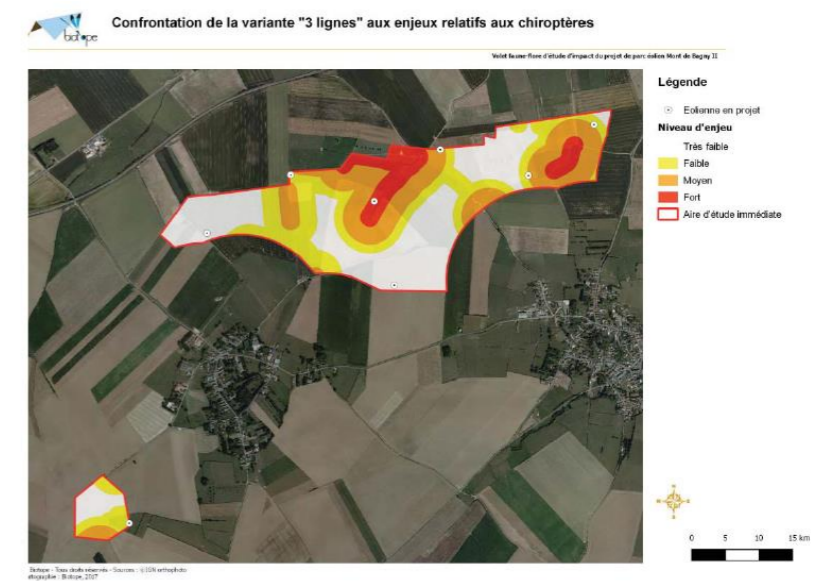 Confrontation de la variante "3 lignes" aux enjeux relatifs aux chiroptères
biotope
Volet faune-flore d'étude d'impact du projet de parc éolien Mont de Bagny II
Légende
Eolienne en projet
Niveau d'enjeu
Très faible
Faible
Moyen
Fort
Aire d'étude immédiate
0 5 10 15 km
Biotope - Tous droits réservés - Sources : © IGN orthophoto
artographie : Biotope, 2017